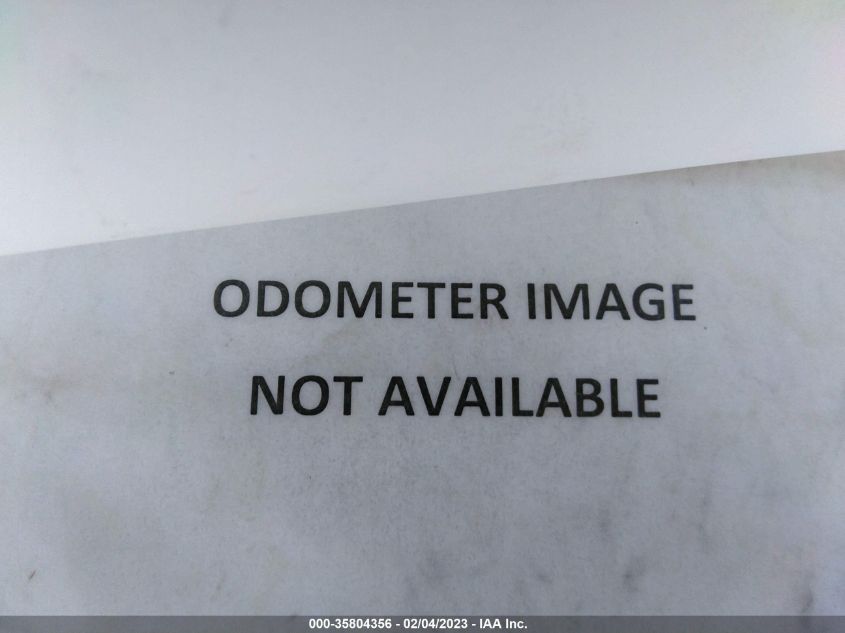 ODOMETER IMAGE
NOT AVAILABLE
000-35804356 - 02/04/2023 - IAA Inc.